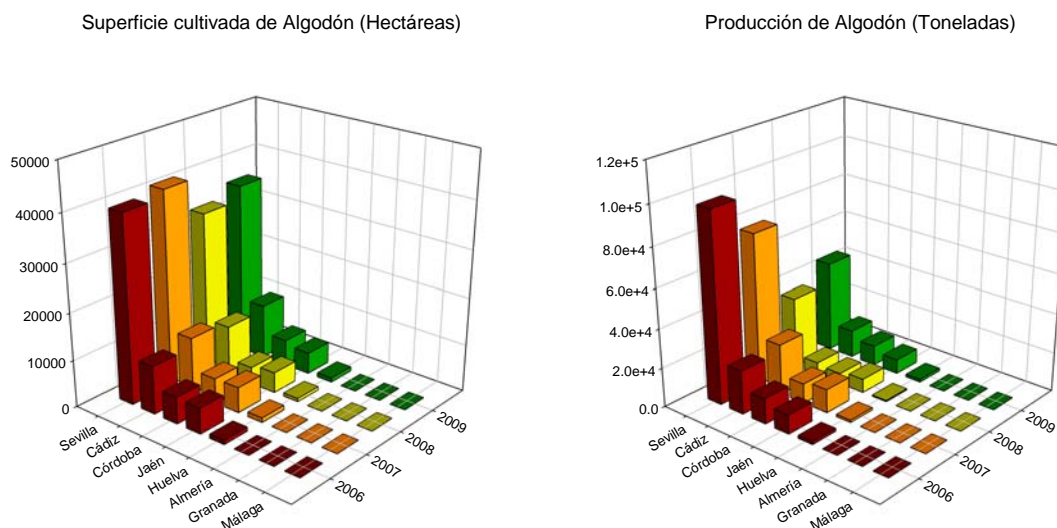 Superficie cultivada de Algodón (Hectáreas)
50000
40000
30000
20000
10000
0
Sevilla
Cádiz
Córdoba
Jaén
Huelva
Almería
Granada
Málaga
2006
2007
2008
2009
Producción de Algodón (Toneladas)
1.2e+5
1.0e+5
8.0e+4
6.0e+4
4.0e+4
2.0e+4
0.0
Sevilla
Cádiz
Córdoba
Jaén
Huelva
Almería
Granada
Málaga
2006
2007
2008
2009